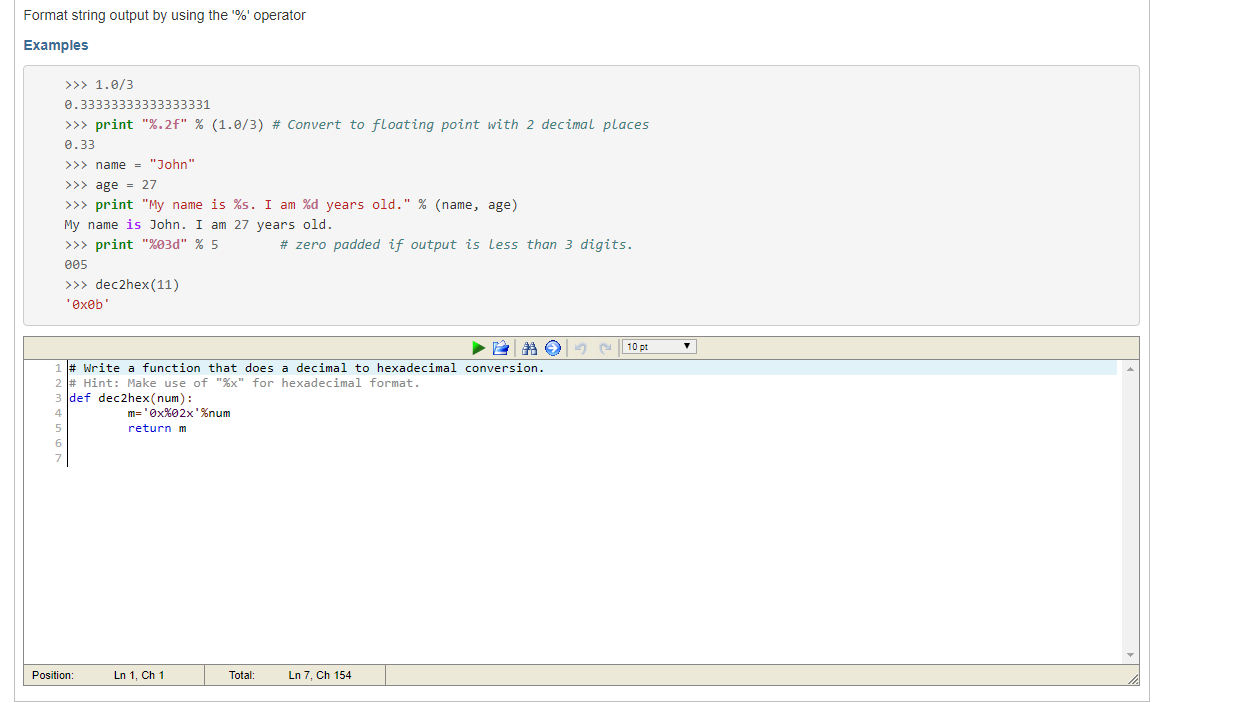 Format string output by using the '%' operator
Examples
>>> 1.0/3
0.33333333333333331
>>> print "%.2f" % (1.0/3) # Convert to floating point with 2 decimal places
0.33
>>> name = "John"
>>> age = 27
>>> print "My name is %s. I am %d years old." % (name, age)
My name is John. I am 27 years old.
>>> print "%03d" % 5        # zero padded if output is less than 3 digits.
005
>>> dec2hex(11)
'0x0b'
10 pt
1 # Write a function that does a decimal to hexadecimal conversion.
2 # Hint: Make use of "%x" for hexadecimal format.
3 def dec2hex(num):
4         m='0x%02x'%num
5         return m
6
7
Position: Ln 1, Ch 1 Total: Ln 7, Ch 154